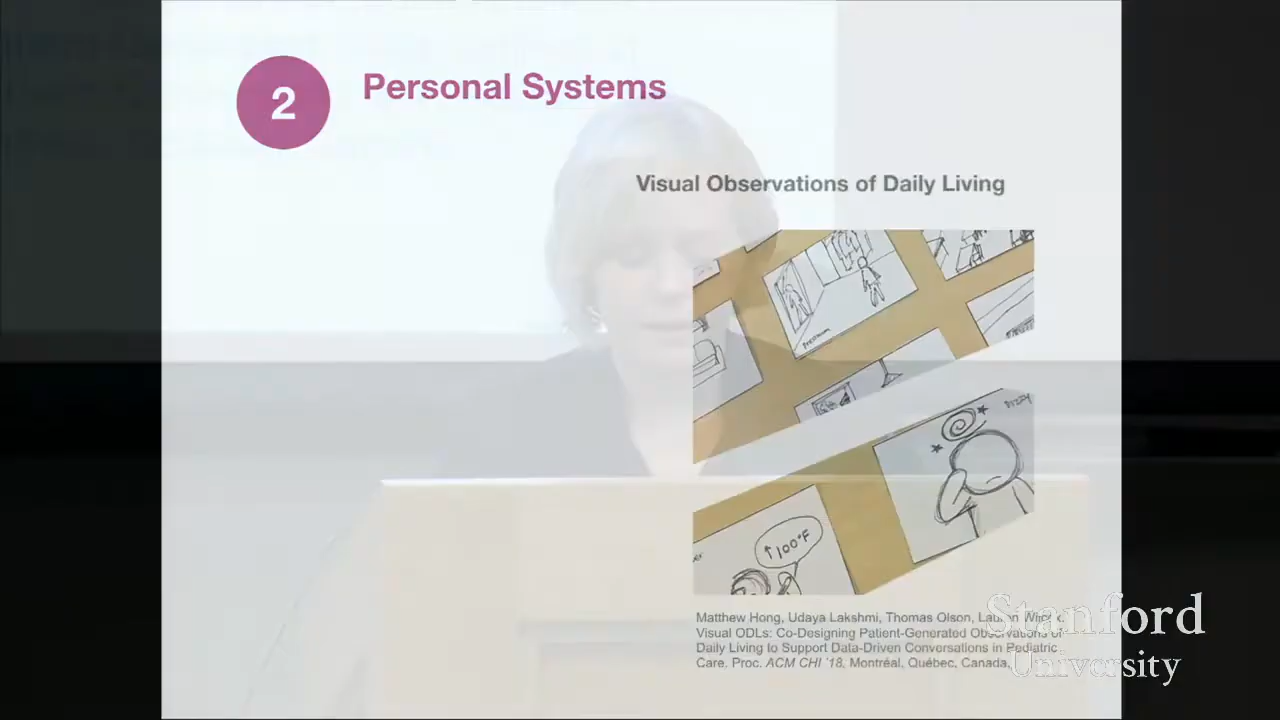 2
Personal Systems
Visual Observations of Daily Living
DIZZY
↑100°F
Matthew Hong, Udaya Lakshmi, Thomas Olson, Lauren Wilcox.
Visual ODLs: Co-Designing Patient-Generated Observations of
Daily Living to Support Data-Driven Conversations in Pediatric
Care. Proc. ACM CHI '18, Montréal, Québec, Canada,
Stanford
University